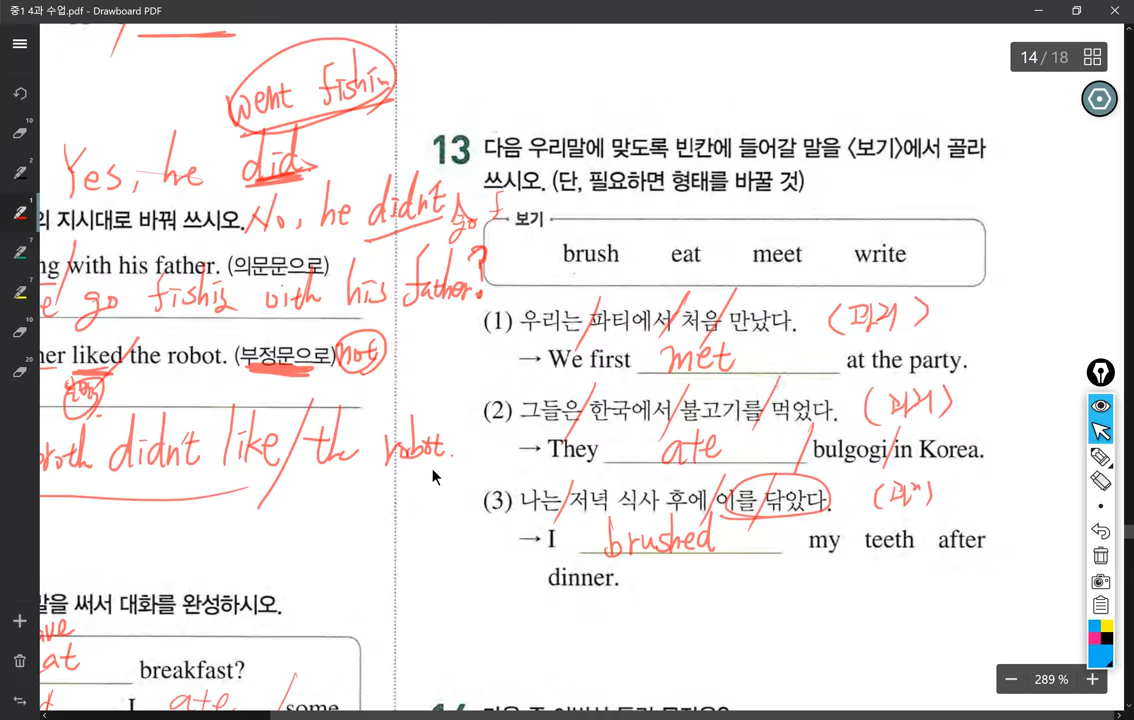 중1 4과 수업.pdf - Drawboard PDF
14 / 18
went fishin
Yes, he did.
No, he didn't go f
의 지시대로 바꿔 쓰시오.
ng with his father. (의문문으로)
go fishin with his father?
her liked the robot. (부정문으로) not
broth didn't like / the robot.
말을 써서 대화를 완성하시오.
ave
at breakfast?
I ate some
13 다음 우리말에 맞도록 빈칸에 들어갈 말을 <보기>에서 골라
쓰시오. (단, 필요하면 형태를 바꿀 것)
보기
brush eat meet write
(1) 우리는 파티에서 처음 만났다. (과거)
→ We first met at the party.
(2) 그들은 한국에서 불고기를 먹었다. (과거)
→ They ate bulgogi in Korea.
(3) 나는 저녁 식사 후에 이를 닦았다. (과거)
→ I brushed my teeth after
dinner.
289 %